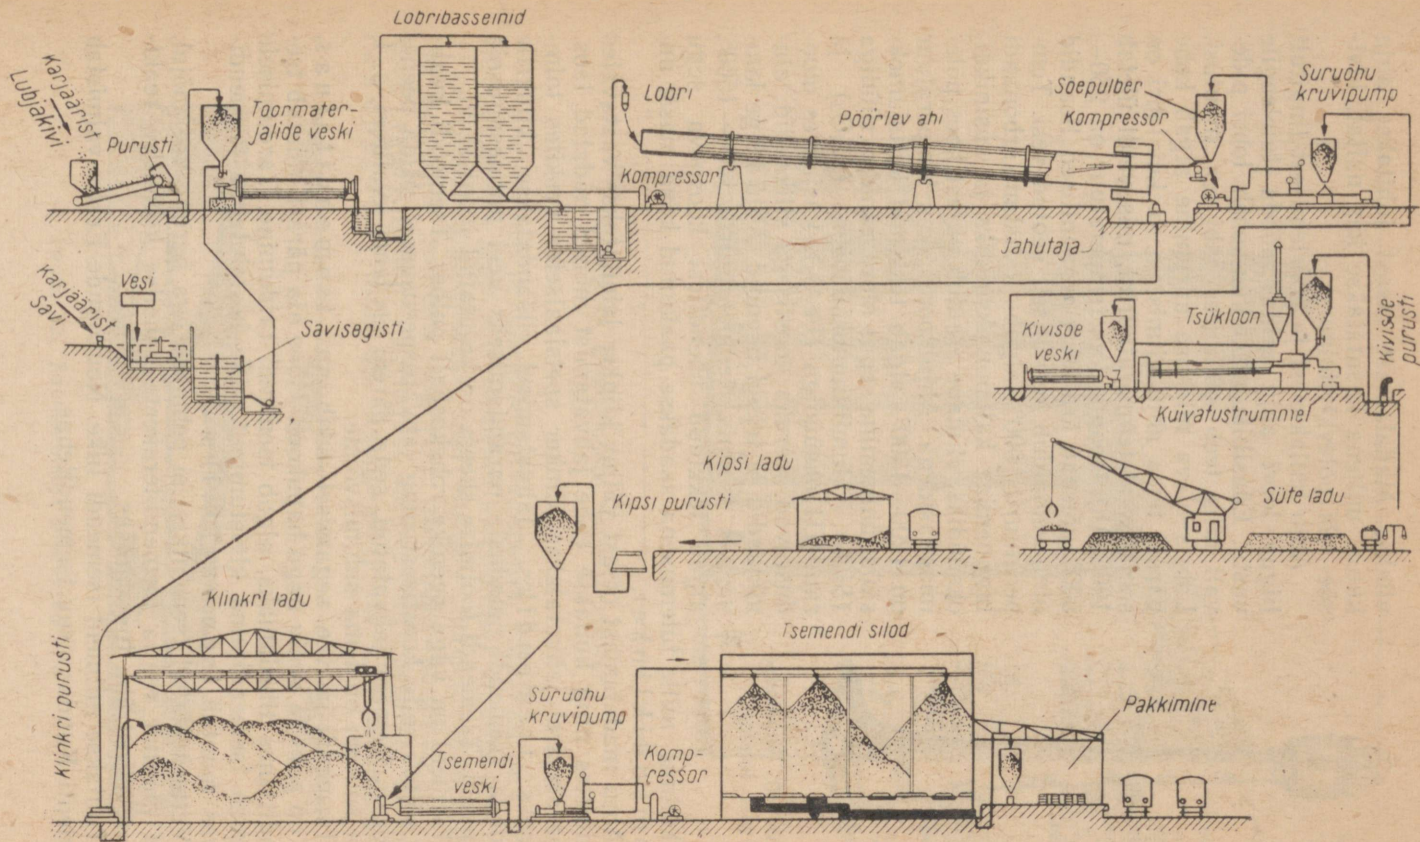 Lobribasseinid
Karjäärist
Lubjakivi
Purusti
Toormater-
jalide veski
Lobri
Pöörlev ahi
Söepulber
Kompressor
Suruõhu
kruvipump
Kompressor
Jahutaja
Karjäärist
Savi
Vesi
Savisegisti
Kivisöe
veski
Tsükloon
Kivisöe
purusti
Kuivatustrummel
Kipsi ladu
Kipsi purusti
Süte ladu
Klinkri ladu
Klinkri purusti
Tsemendi silod
Suruõhu
kruvipump
Tsemendi
veski
Komp-
ressor
Pakkimine